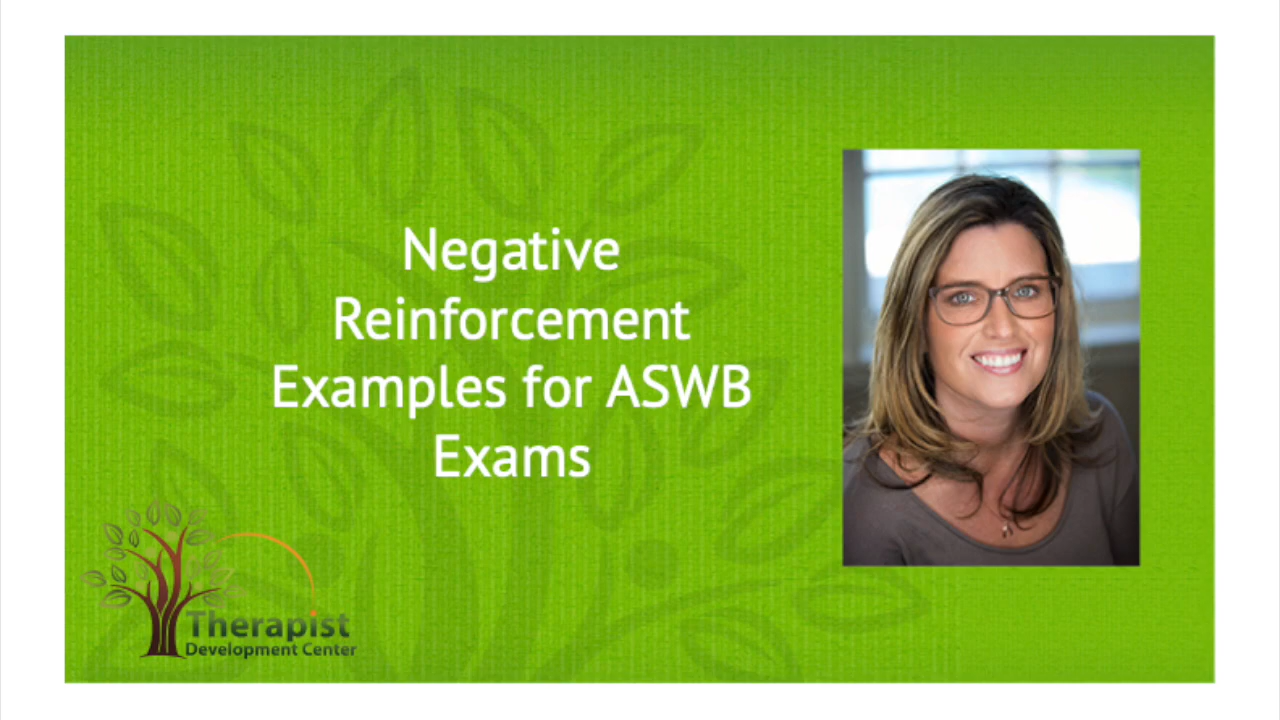 Negative
Reinforcement
Examples for ASWB
Exams
Therapist
Development Center